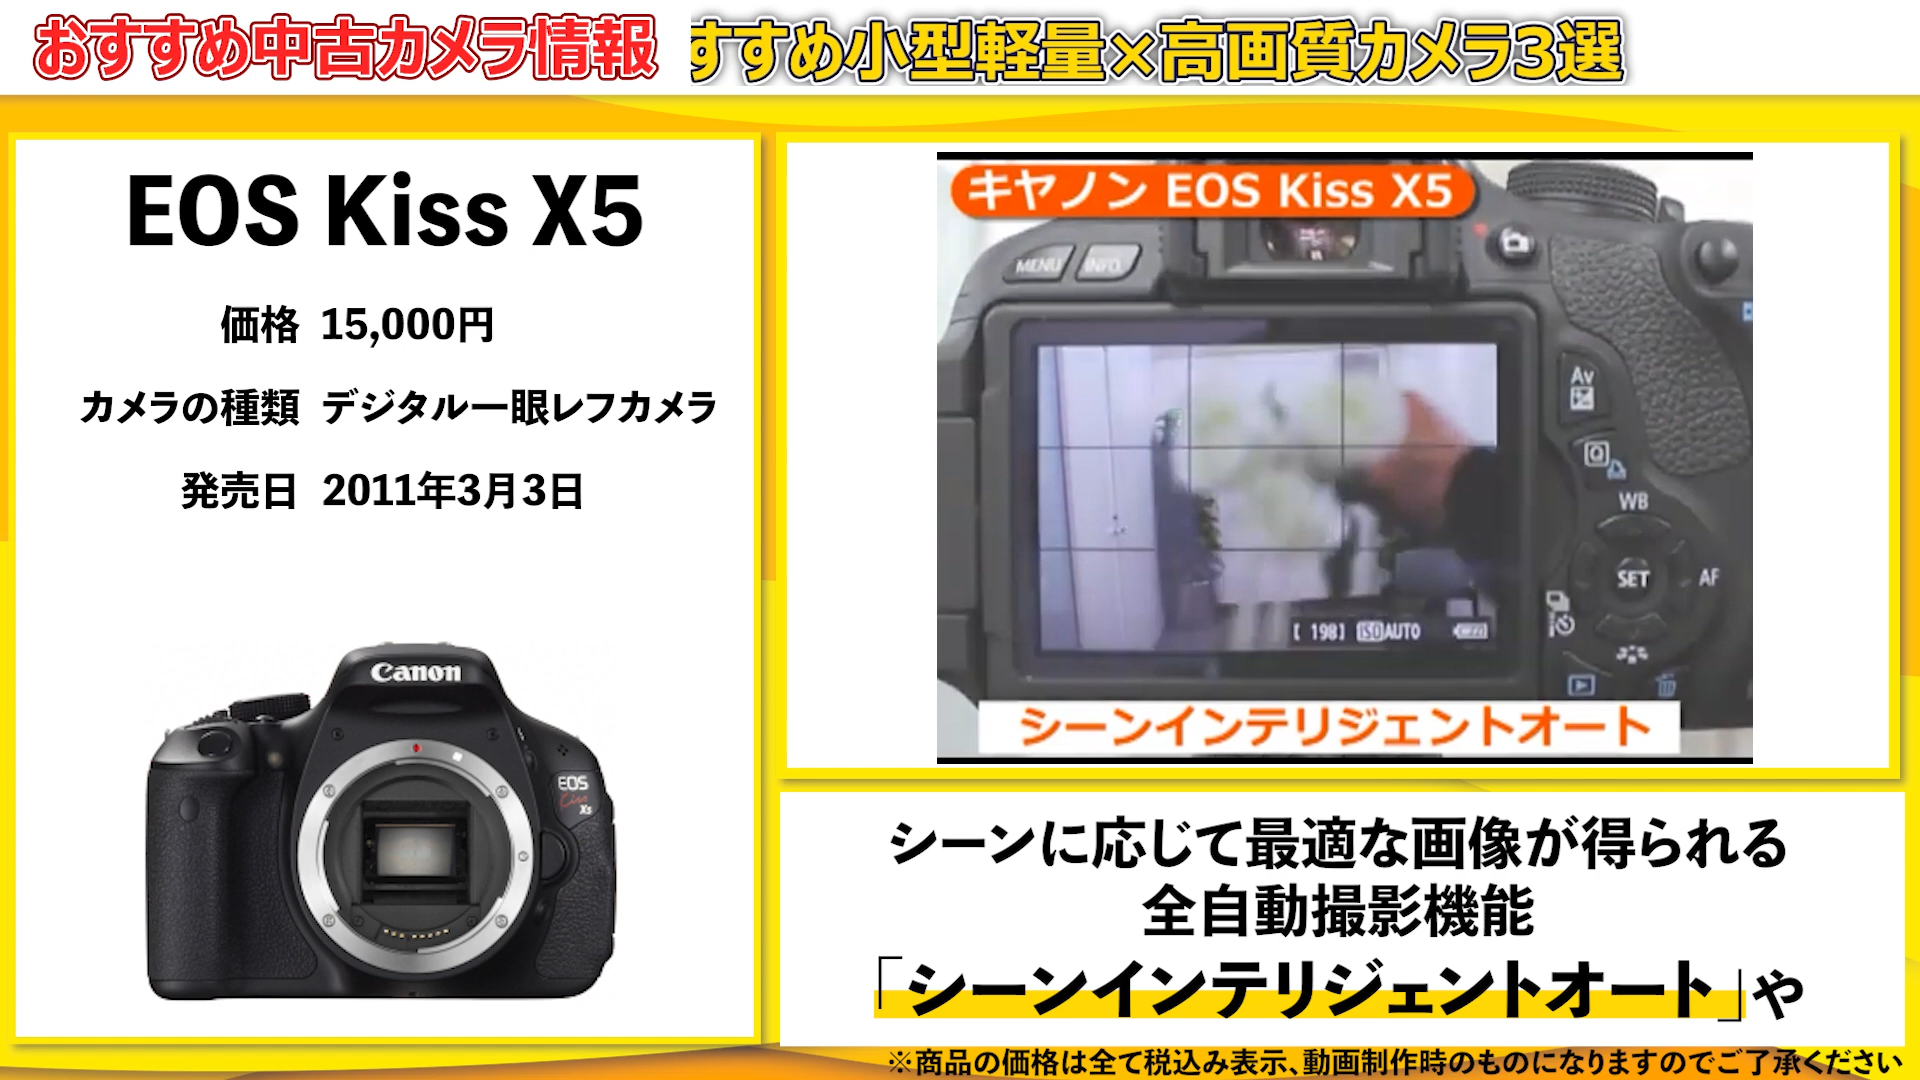 おすすめ中古カメラ情報
すすめ小型軽量×高画質カメラ3選
EOS Kiss X5
価格 15,000円
カメラの種類 デジタル一眼レフカメラ
発売日 2011年3月3日
Canon
EOS
Kiss
X5
キヤノン EOS Kiss X5
MENU INFO.
Av
Q
WB
SET
AF
[ 198] ISO AUTO
シーンインテリジェントオート
シーンに応じて最適な画像が得られる
全自動撮影機能
「シーンインテリジェントオート」や
※商品の価格は全て税込み表示、動画制作時のものになりますのでご了承ください